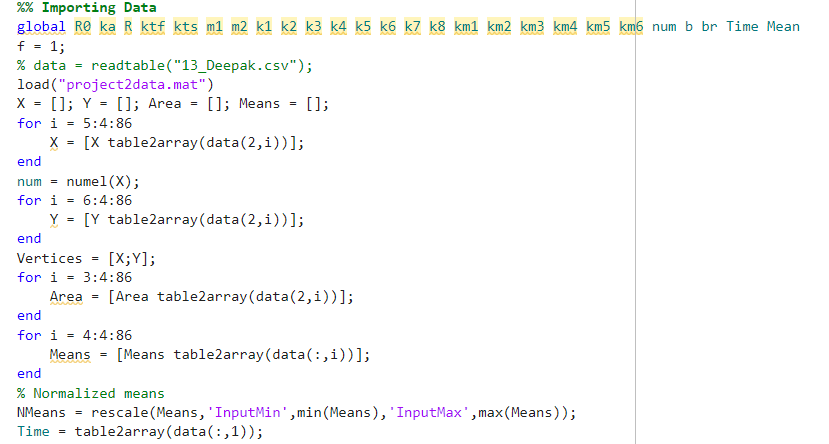 %% Importing Data
global R0 ka R ktf kts m1 m2 k1 k2 k3 k4 k5 k6 k7 k8 km1 km2 km3 km4 km5 km6 num b br Time Mean
f = 1;
% data = readtable("13_Deepak.csv");
load("project2data.mat")
X = []; Y = []; Area = []; Means = [];
for i = 5:4:86
    X = [X table2array(data(2,i))];
end
num = numel(X);
for i = 6:4:86
    Y = [Y table2array(data(2,i))];
end
Vertices = [X;Y];
for i = 3:4:86
    Area = [Area table2array(data(2,i))];
end
for i = 4:4:86
    Means = [Means table2array(data(:,i))];
end
% Normalized means
NMeans = rescale(Means,'InputMin',min(Means),'InputMax',max(Means));
Time = table2array(data(:,1));